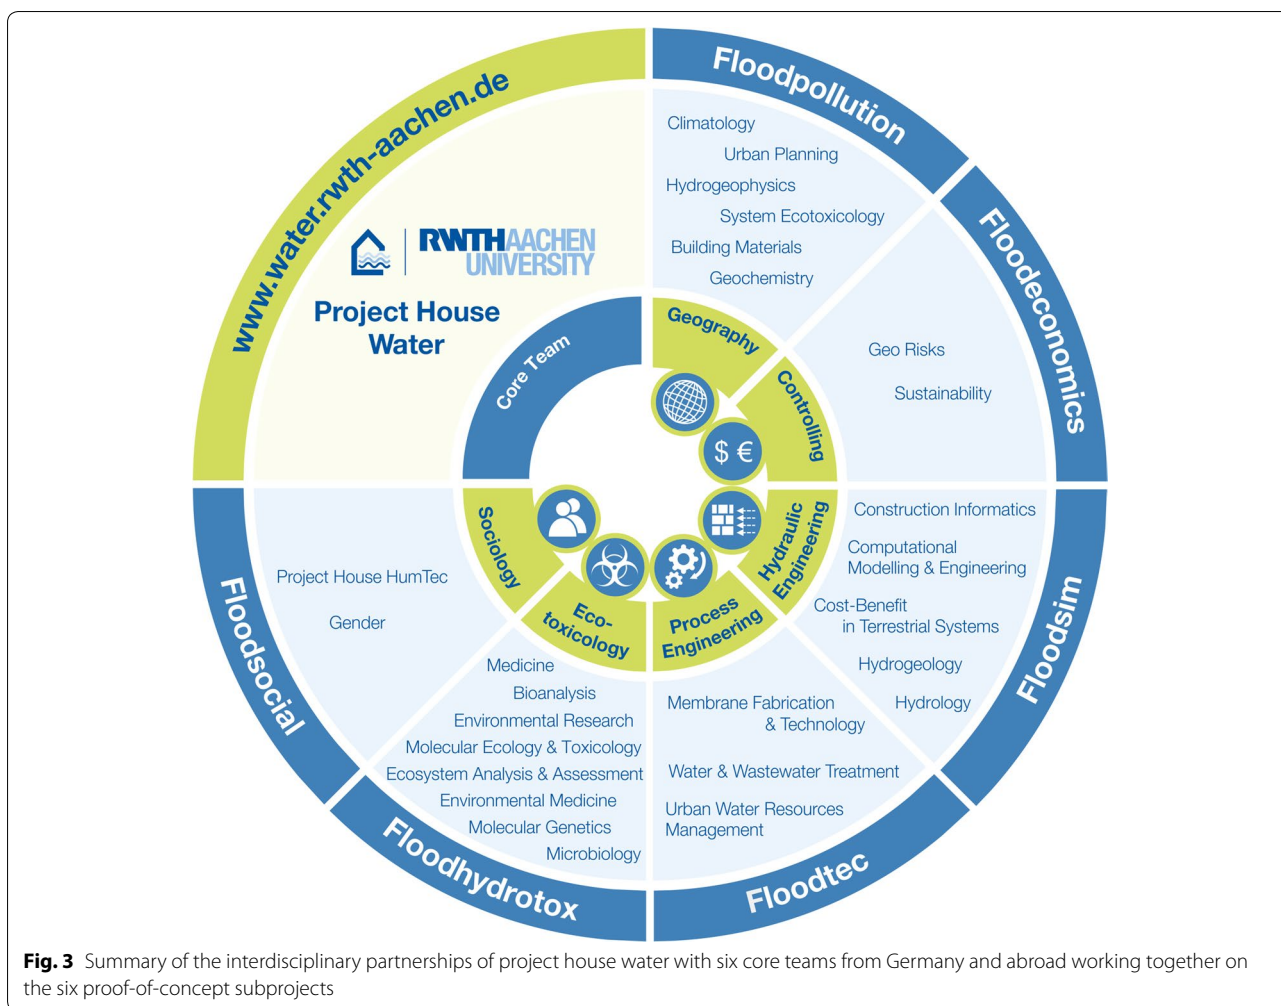 www.water.rwth-aachen.de
RWTHAACHEN
UNIVERSITY
Project House
Water
Core Team
Floodpollution
Climatology
Urban Planning
Hydrogeophysics
System Ecotoxicology
Building Materials
Geochemistry
Geography
Floodeconomics
Geo Risks
Sustainability
Controlling
$ €
Floodsim
Construction Informatics
Computational
Modelling & Engineering
Cost-Benefit
in Terrestrial Systems
Hydrogeology
Hydrology
Hydraulic
Engineering
Floodtec
Membrane Fabrication
& Technology
Water & Wastewater Treatment
Urban Water Resources
Management
Process
Engineering
Floodhydrotox
Medicine
Bioanalysis
Environmental Research
Molecular Ecology & Toxicology
Ecosystem Analysis & Assessment
Environmental Medicine
Molecular Genetics
Microbiology
Eco-
toxicology
Floodsocial
Project House HumTec
Gender
Sociology
Fig. 3 Summary of the interdisciplinary partnerships of project house water with six core teams from Germany and abroad working together on
the six proof-of-concept subprojects